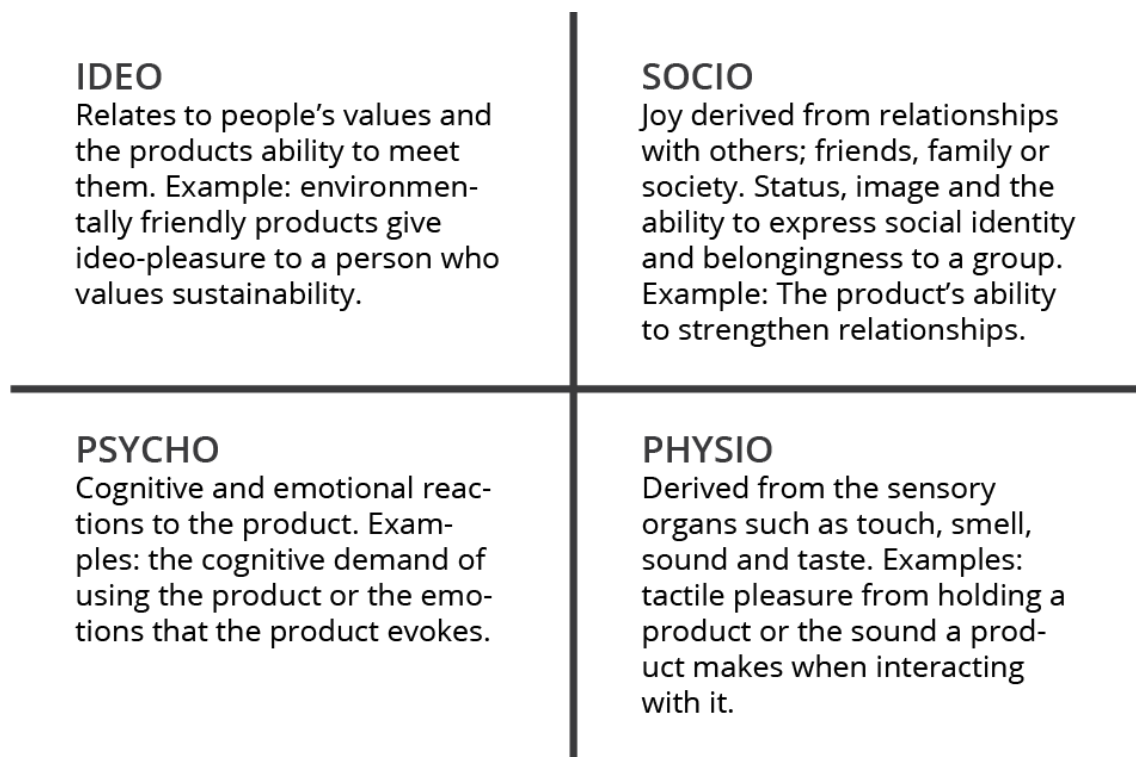 IDEO
Relates to people’s values and
the products ability to meet
them. Example: environmen-
tally friendly products give
ideo-pleasure to a person who
values sustainability.
SOCIO
Joy derived from relationships
with others; friends, family or
society. Status, image and the
ability to express social identity
and belongingness to a group.
Example: The product’s ability
to strengthen relationships.
PSYCHO
Cognitive and emotional reac-
tions to the product. Exam-
ples: the cognitive demand of
using the product or the emo-
tions that the product evokes.
PHYSIO
Derived from the sensory
organs such as touch, smell,
sound and taste. Examples:
tactile pleasure from holding a
product or the sound a prod-
uct makes when interacting
with it.